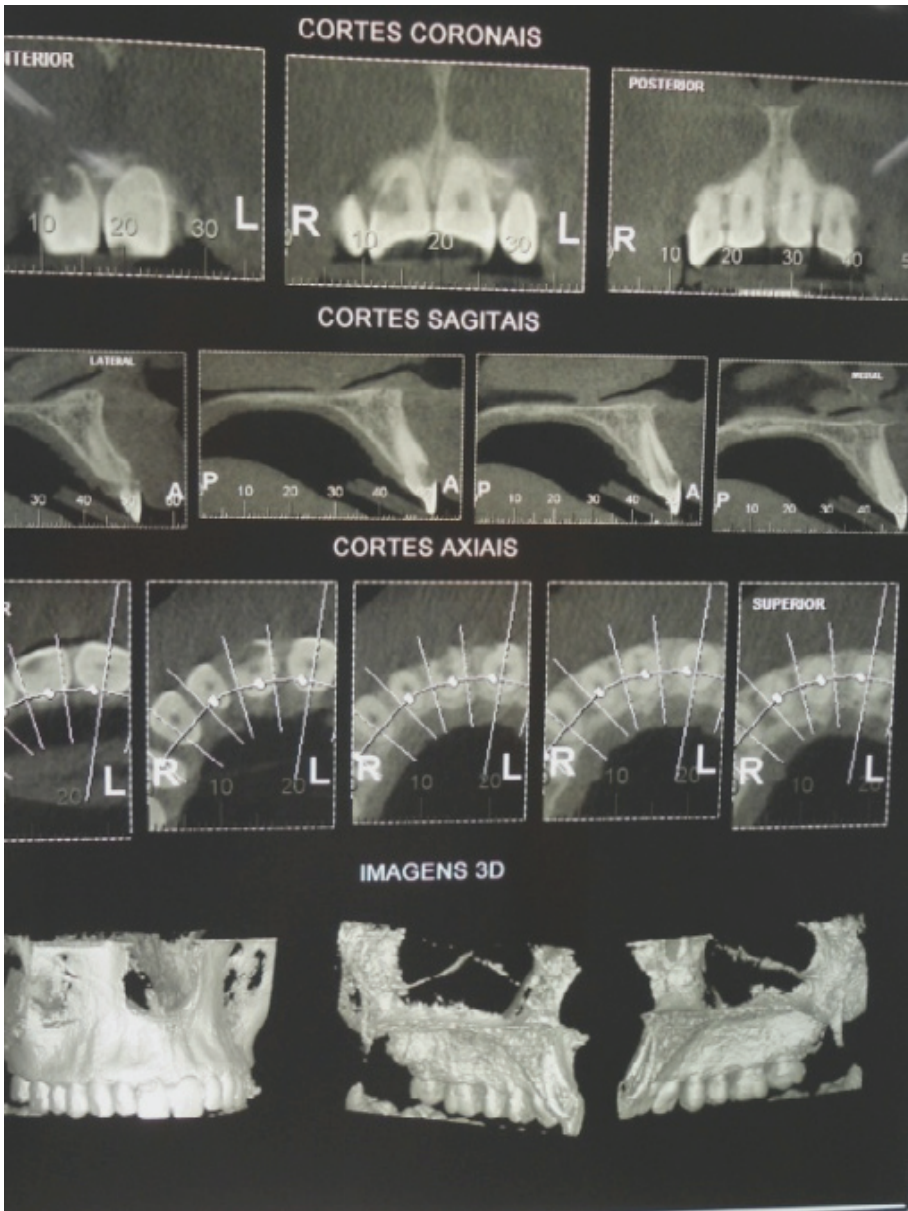 CORTES CORONAIS
NTERIOR
10 20 30 L
R 10 20 30 L
POSTERIOR
R 10 20 30 40
CORTES SAGITAIS
LATERAL
30 40 A
P 10 20 30 40 A
P 10 20 30 40 A
MEDIAL
P 10 20 30 40
CORTES AXIAIS
R
20 L
R 10 20 L
R 10 20 L
R 10 20 L
SUPERIOR
R 10 20 L
IMAGENS 3D